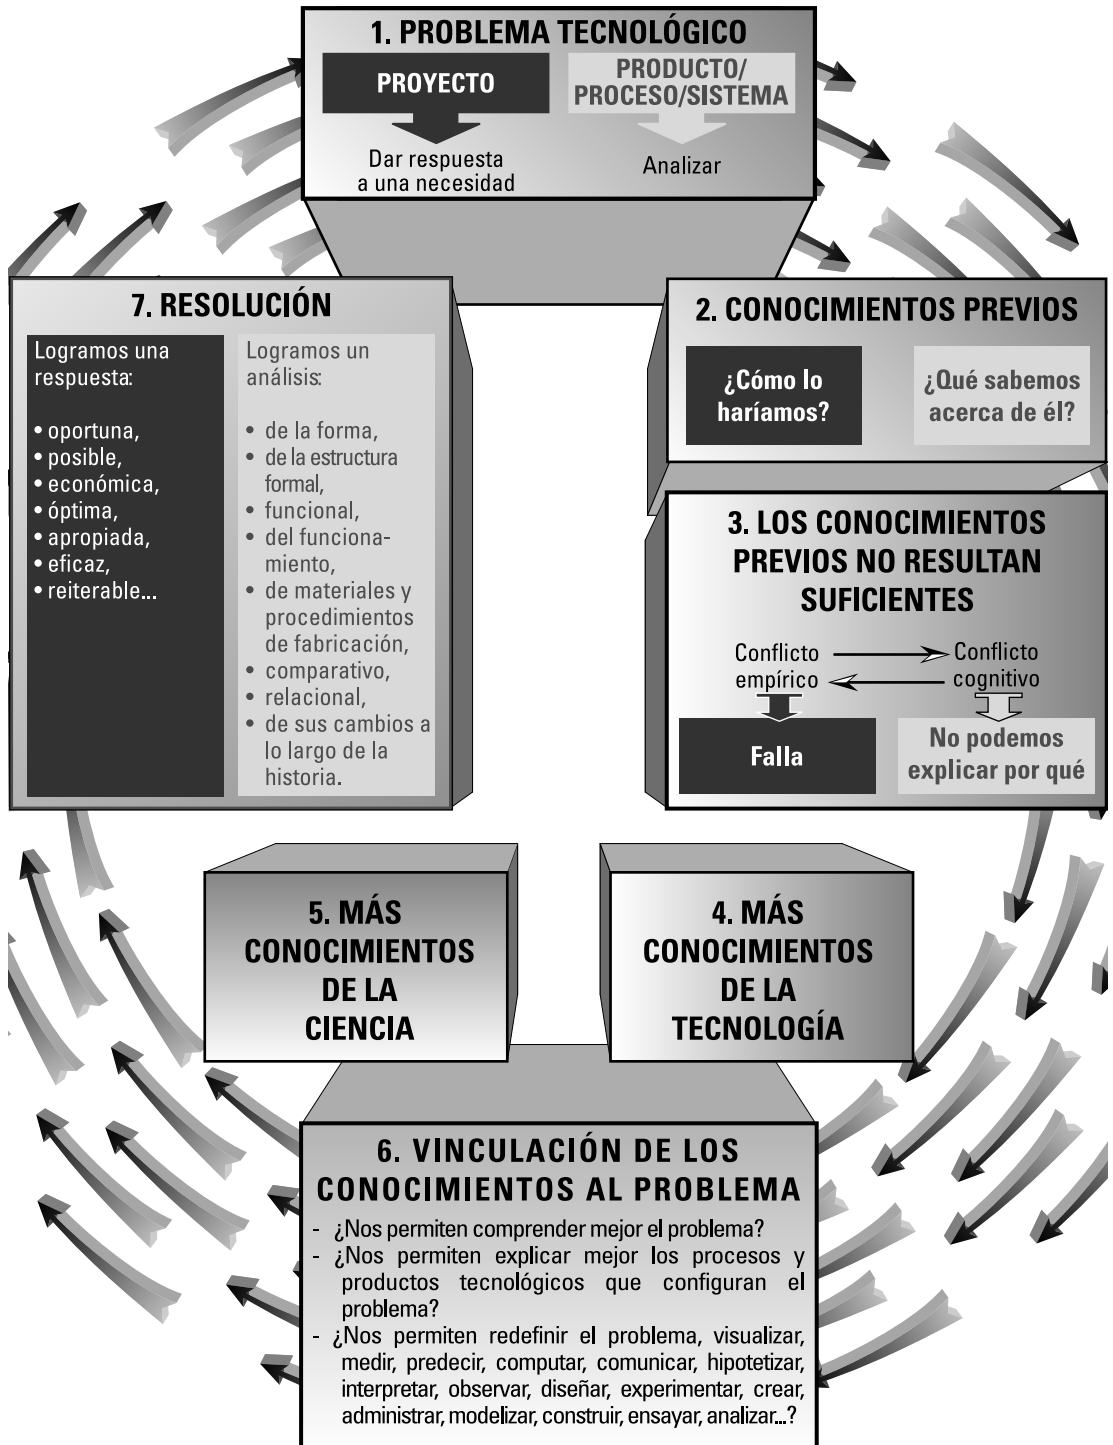 1. PROBLEMA TECNOLÓGICO
PROYECTO
Dar respuesta
a una necesidad
PRODUCTO/
PROCESO/SISTEMA
Analizar
2. CONOCIMIENTOS PREVIOS
¿Cómo lo
haríamos?
¿Qué sabemos
acerca de él?
3. LOS CONOCIMIENTOS
PREVIOS NO RESULTAN
SUFICIENTES
Conflicto
empírico
Conflicto
cognitivo
Falla
No podemos
explicar por qué
4. MÁS
CONOCIMIENTOS
DE LA
TECNOLOGÍA
5. MÁS
CONOCIMIENTOS
DE LA
CIENCIA
6. VINCULACIÓN DE LOS
CONOCIMIENTOS AL PROBLEMA
- ¿Nos permiten comprender mejor el problema?
- ¿Nos permiten explicar mejor los procesos y
productos tecnológicos que configuran el
problema?
- ¿Nos permiten redefinir el problema, visualizar,
medir, predecir, computar, comunicar, hipotetizar,
interpretar, observar, diseñar, experimentar, crear,
administrar, modelizar, construir, ensayar, analizar...?
7. RESOLUCIÓN
Logramos una
respuesta:
• oportuna,
• posible,
• económica,
• óptima,
• apropiada,
• eficaz,
• reiterable...
Logramos un
análisis:
• de la forma,
• de la estructura
formal,
• funcional,
• del funciona-
miento,
• de materiales y
procedimientos
de fabricación,
• comparativo,
• relacional,
• de sus cambios a
lo largo de la
historia.